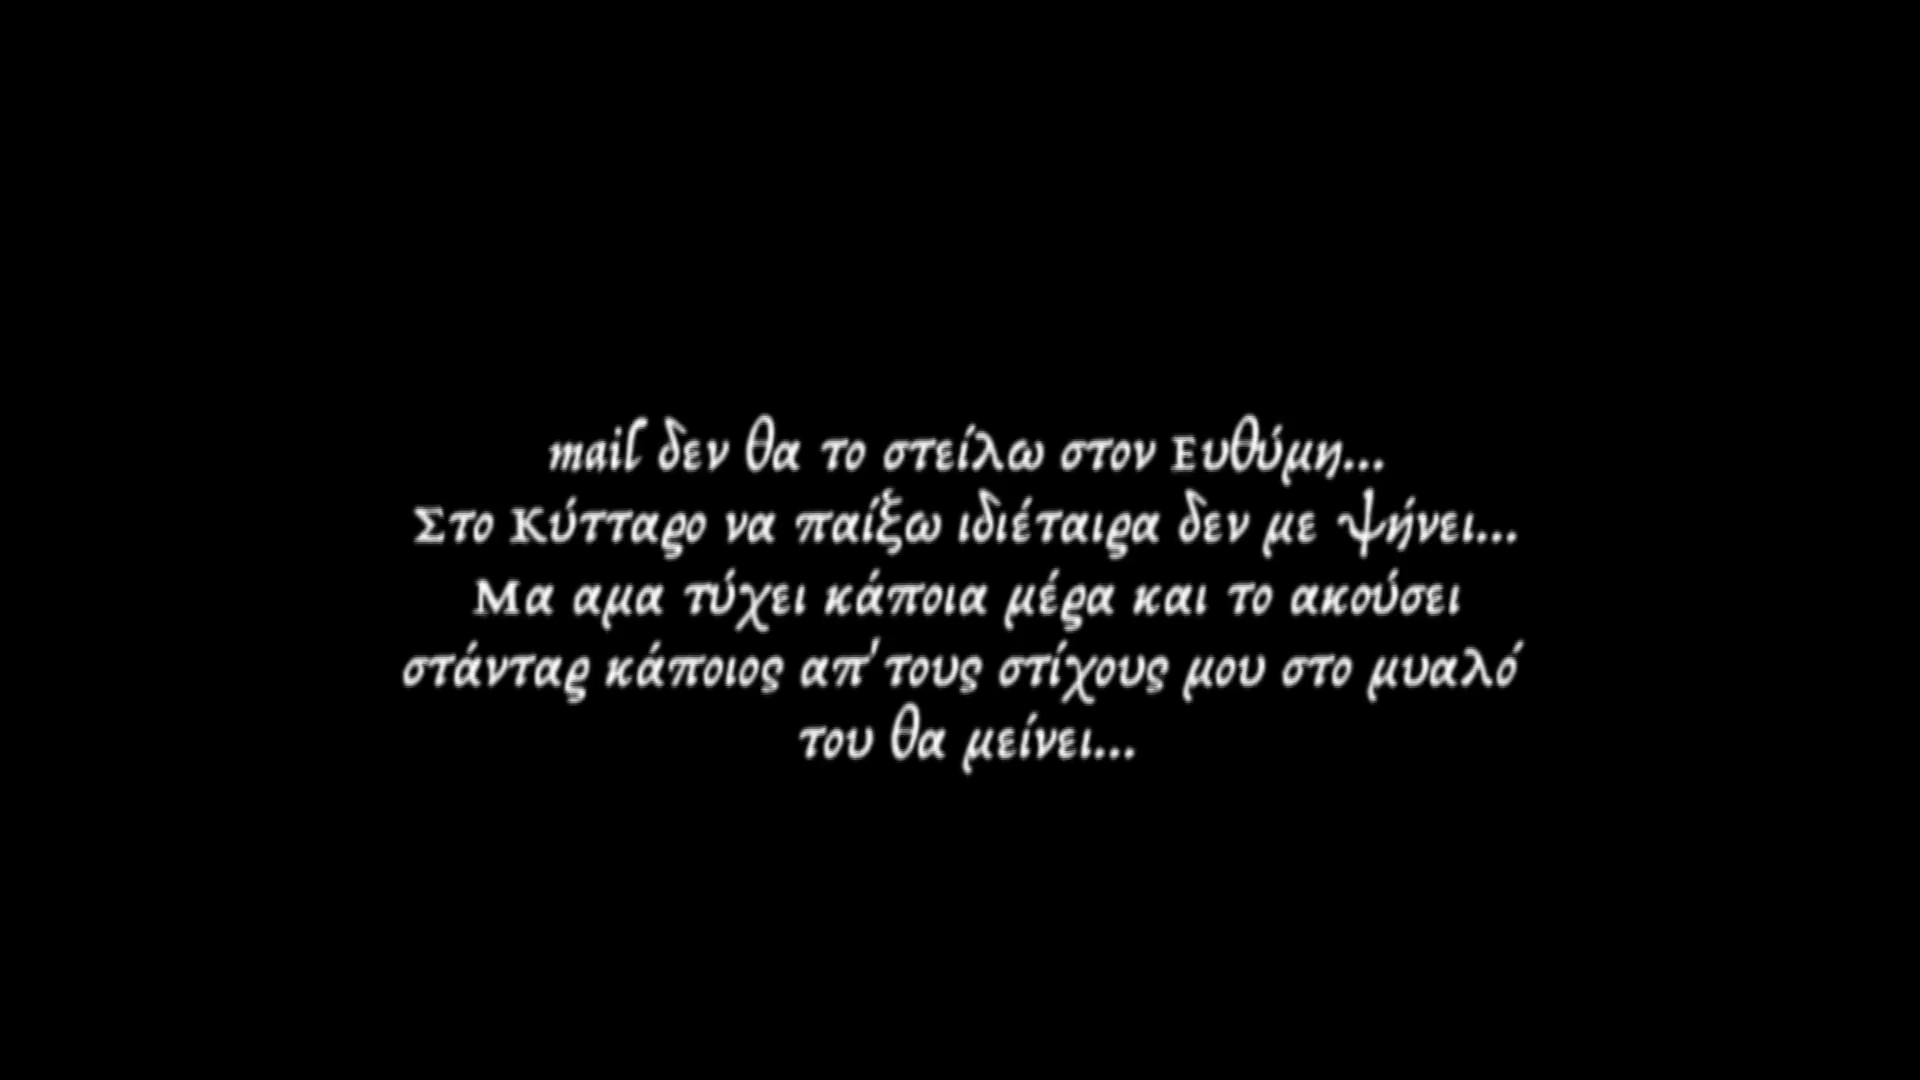 mail δεν θα το στείλω στον Ευθύμη...
Στο Κύτταρο να παίξω ιδιέταιρα δεν με ψήνει...
Μα αμα τύχει κάποια μέρα και το ακούσει
στάνταρ κάποιος απ'τους στίχους μου στο μυαλό
του θα μείνει...